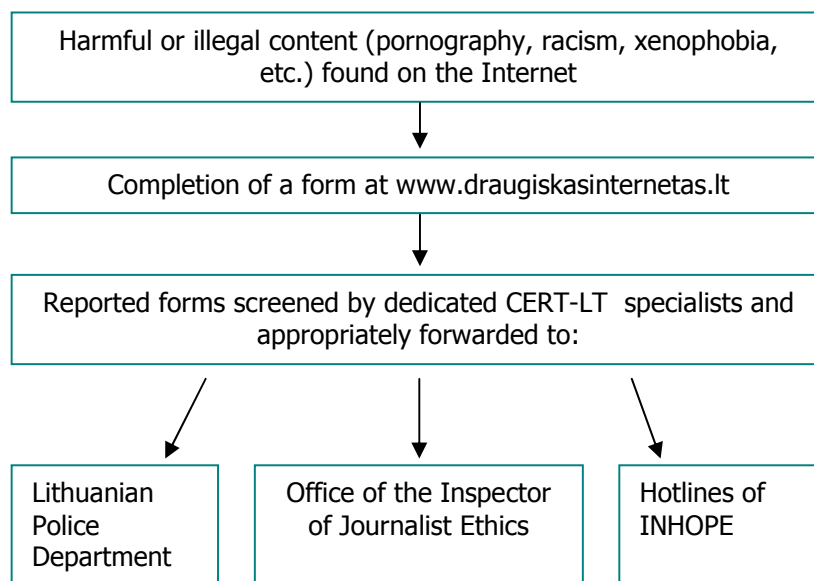 Harmful or illegal content (pornography, racism, xenophobia,
etc.) found on the Internet
Completion of a form at www.draugiskasinternetas.lt
Reported forms screened by dedicated CERT-LT specialists and
appropriately forwarded to:
Lithuanian
Police
Department
Office of the Inspector
of Journalist Ethics
Hotlines of
INHOPE